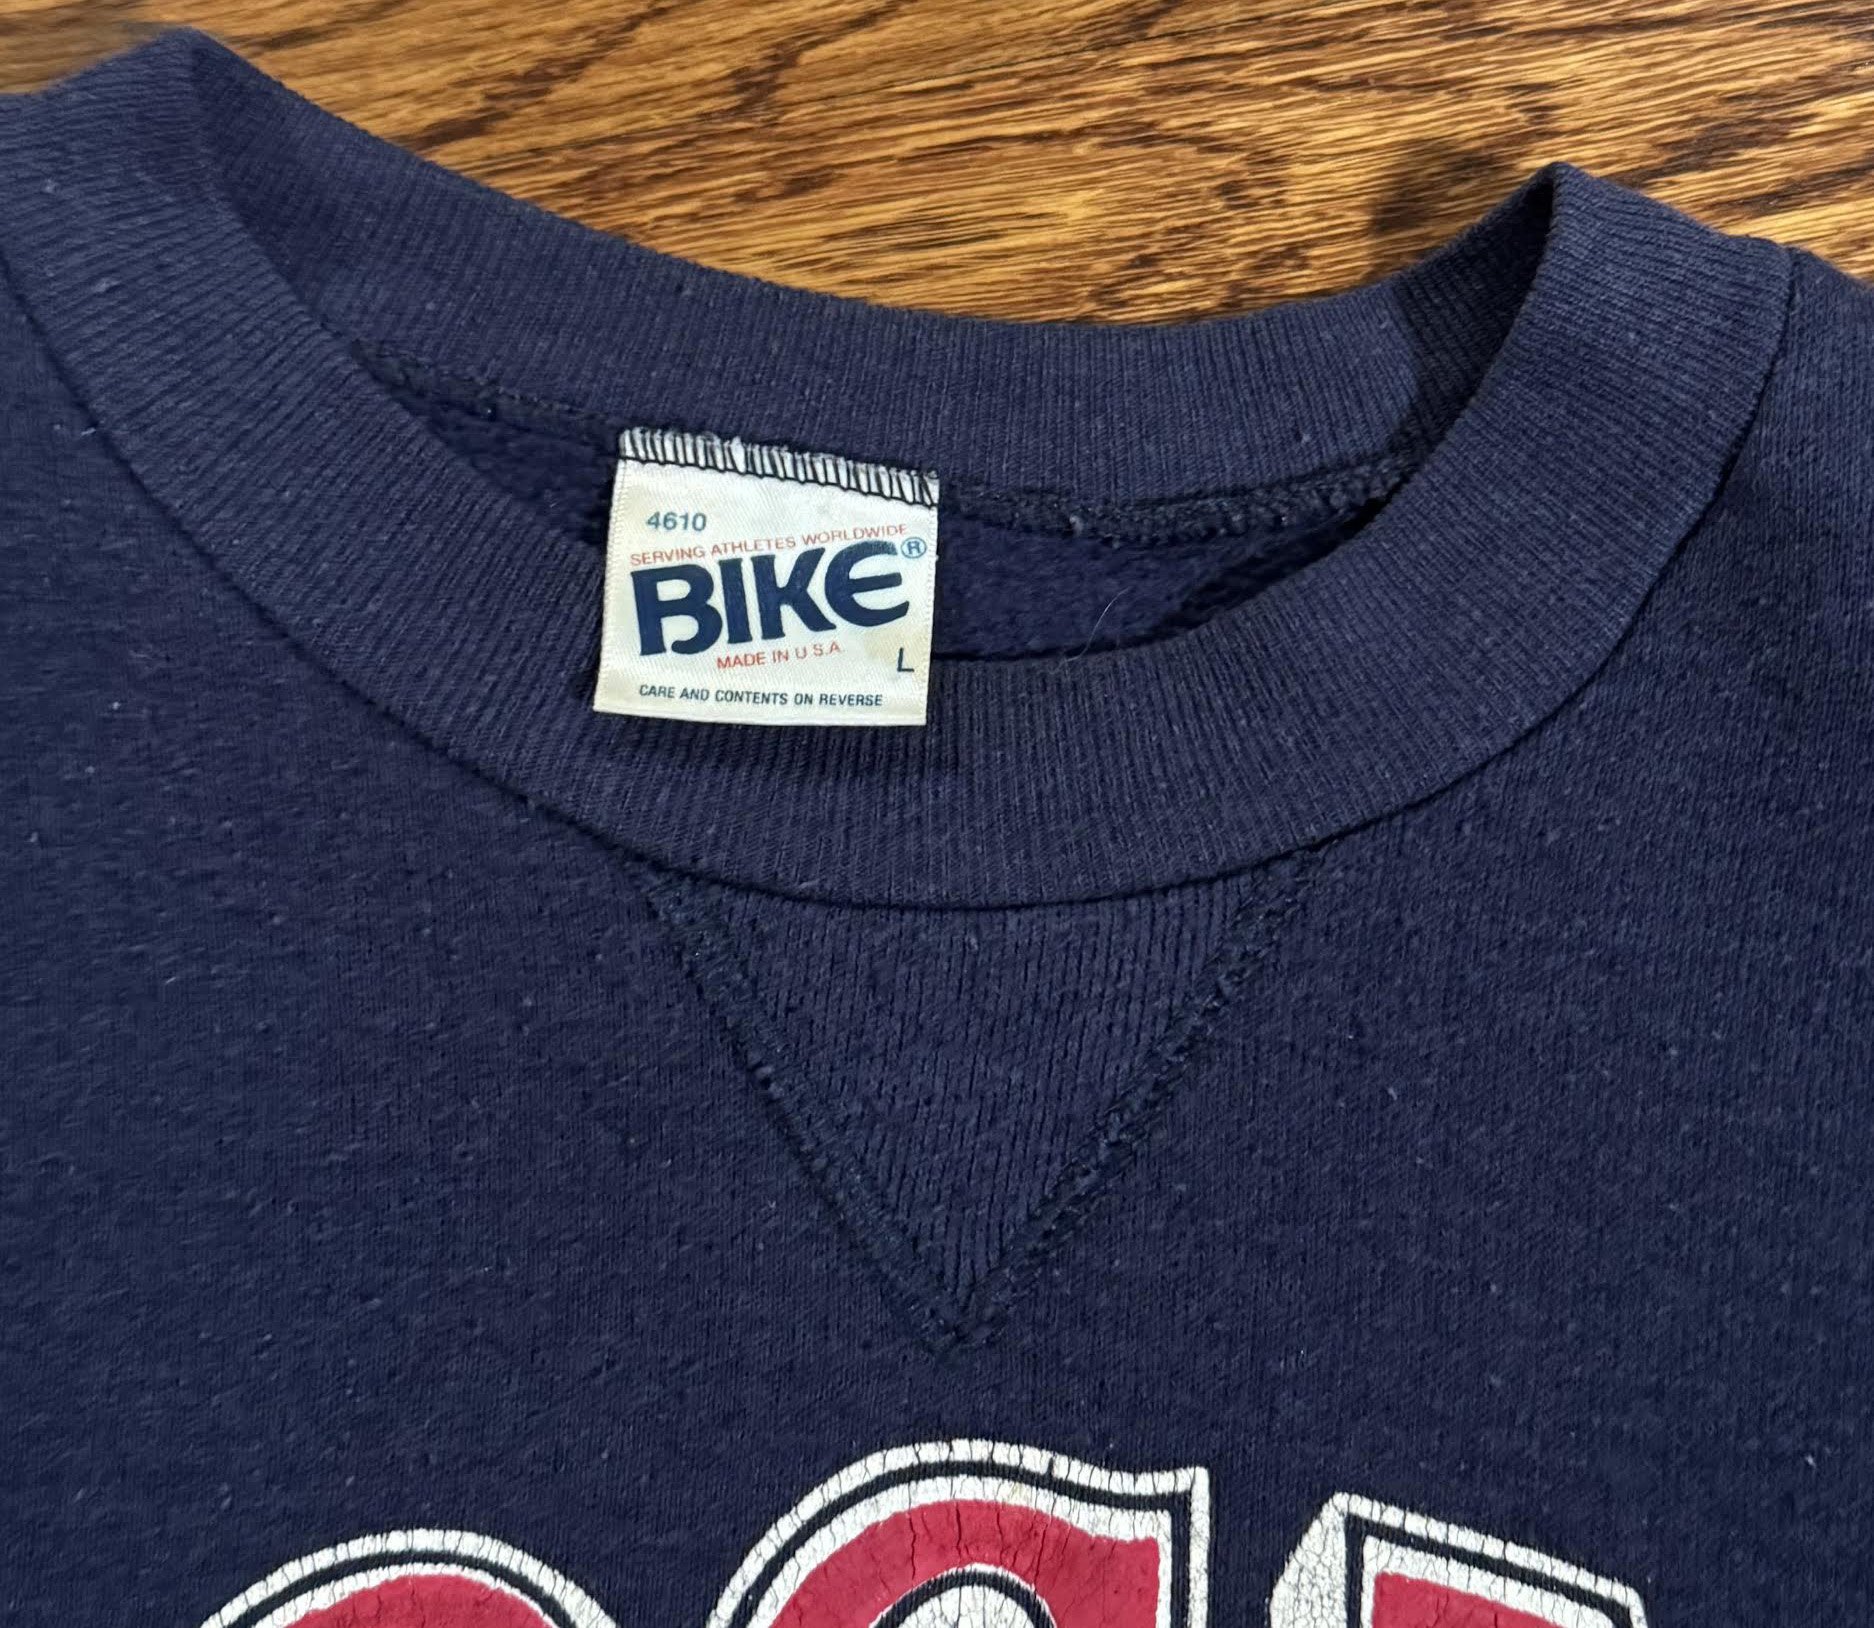 4610
SERVING ATHLETES WORLDWIDE
BIKE®
MADE IN U.S.A.
L
CARE AND CONTENTS ON REVERSE